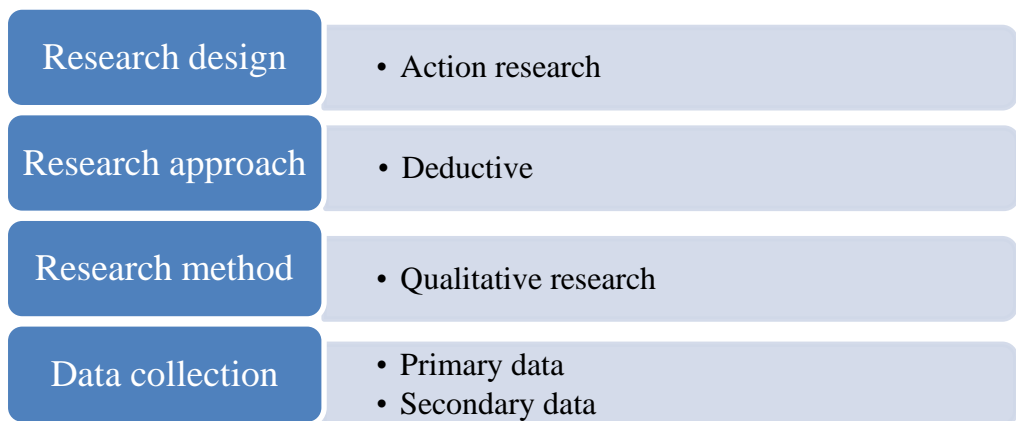 Research design
• Action research
Research approach
• Deductive
Research method
• Qualitative research
Data collection
• Primary data
• Secondary data